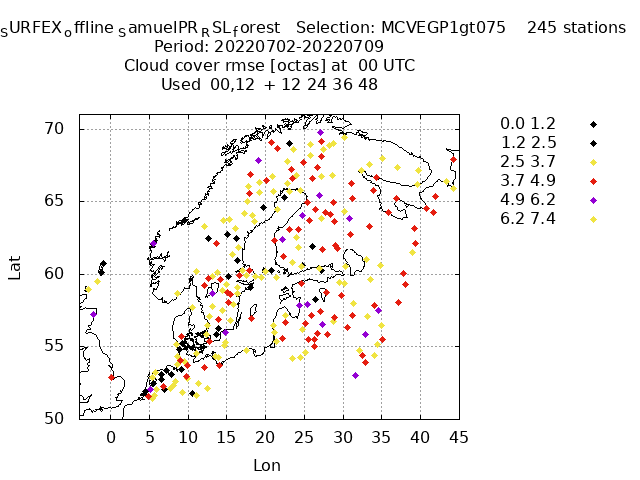 SURFEXoffline SamuelPRRSLforest Selection: MCVEGP1gt075 245 stations
Period: 20220702-20220709
Cloud cover rmse [octas] at 00 UTC
Used 00,12 + 12 24 36 48
0.0 1.2
1.2 2.5
2.5 3.7
3.7 4.9
4.9 6.2
6.2 7.4
70
65
60
55
50
Lat
0 5 10 15 20 25 30 35 40 45
Lon